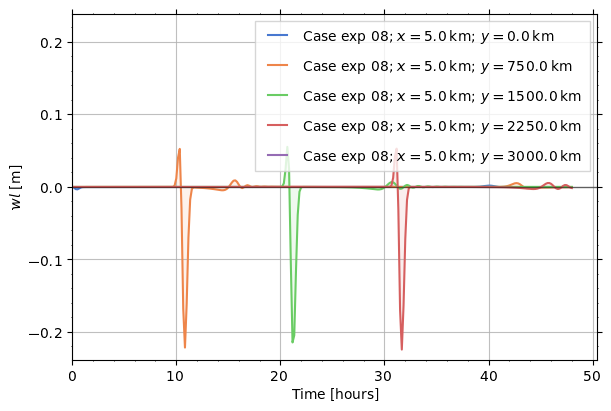 Case exp 08; x = 5.0 km; y = 0.0 km
Case exp 08; x = 5.0 km; y = 750.0 km
Case exp 08; x = 5.0 km; y = 1500.0 km
Case exp 08; x = 5.0 km; y = 2250.0 km
Case exp 08; x = 5.0 km; y = 3000.0 km
wl [m]
0.2
0.1
0.0
−0.1
−0.2
0 10 20 30 40 50
Time [hours]